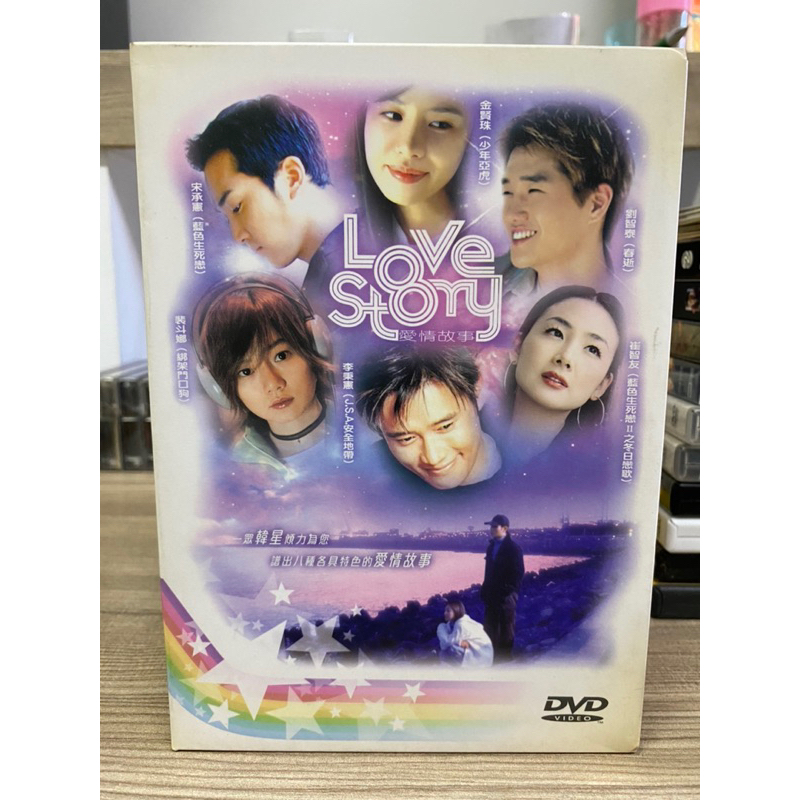 金賢珠(少年亞虎)
宋承憲(藍色生死戀)
劉智泰(春逝)
Love
Story
愛情故事
裴斗娜(綁架門口狗)
李秉憲(J.S.A安全地帶)
崔智友(藍色生死戀II之冬日戀歌)
眾韓星傾力為您
譜出八種各具特色的愛情故事
DVD
VIDEO